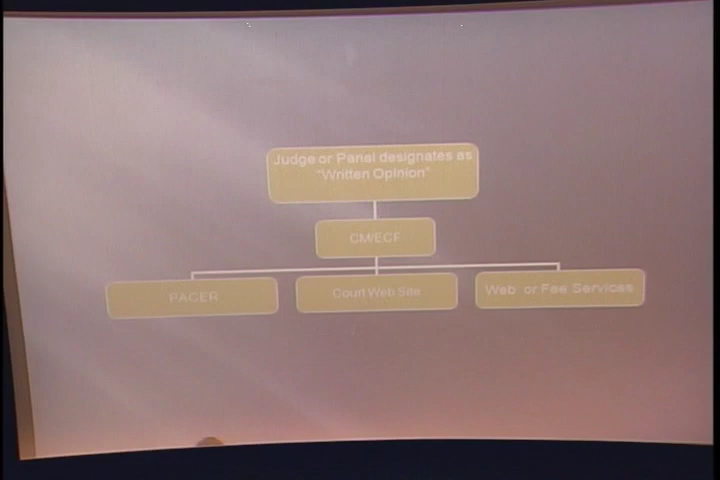 Judge or Panel designates as
"Written Opinion"
CM/ECF
PACER
Court Web Site
Web or Fee Services